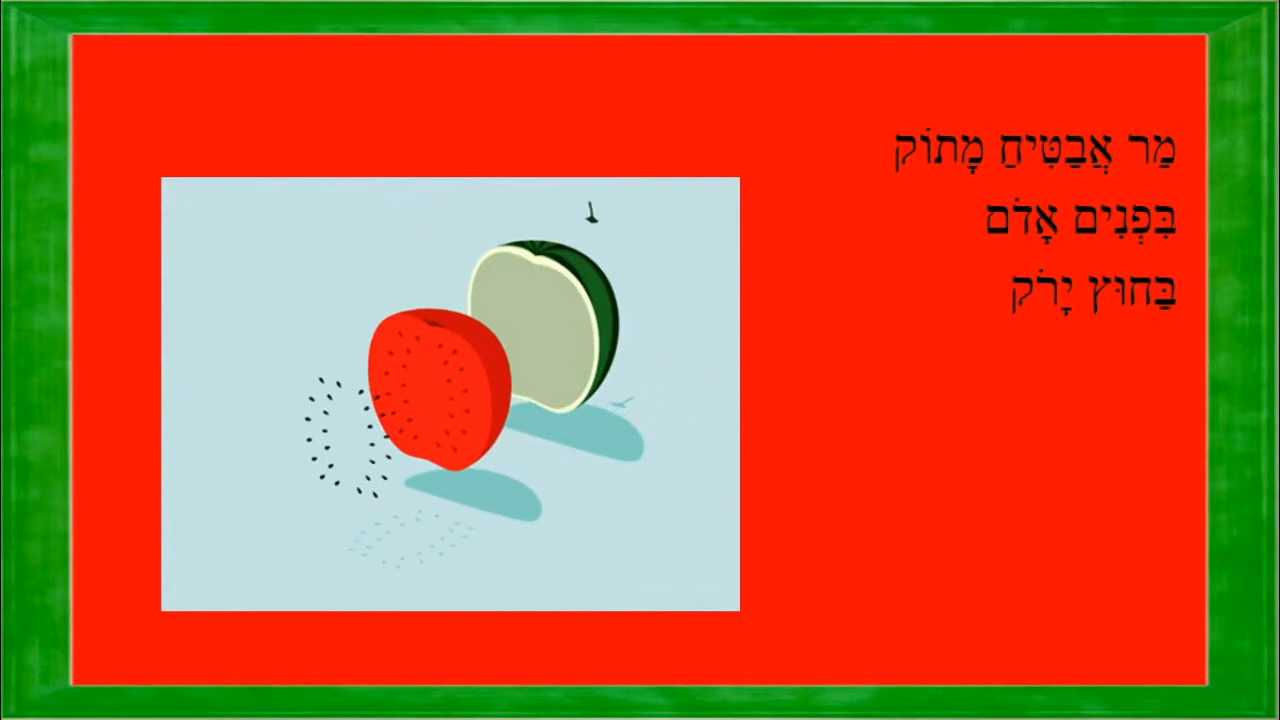 מַר אֲבַטִּיחַ מָתוֹק
בִּפְנִים אָדֹם
בַּחוּץ יָרֹק